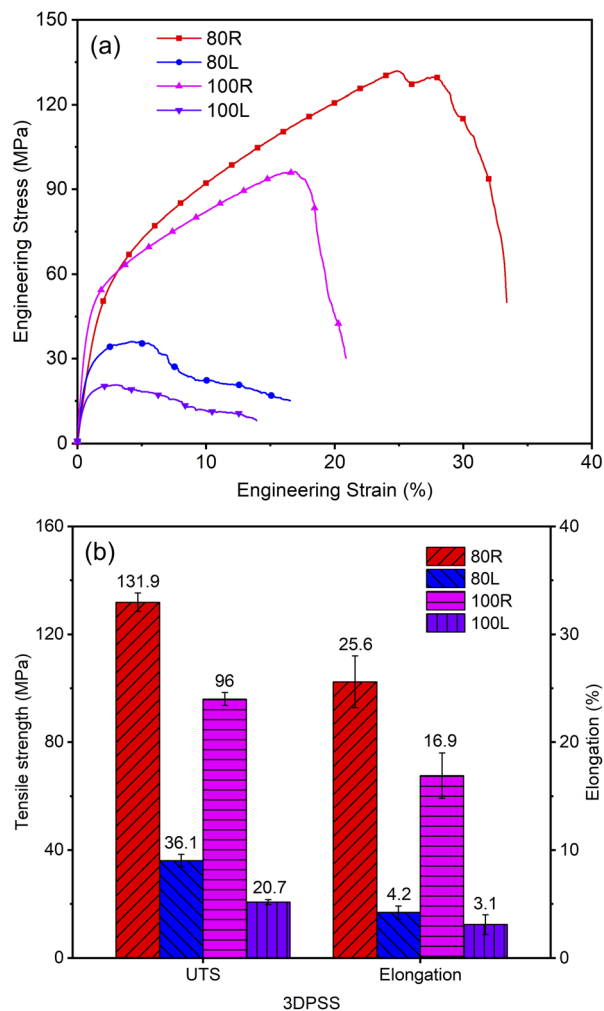 (a)
80R
80L
100R
100L
Engineering Stress (MPa)
150
120
90
60
30
0
0 10 20 30 40
Engineering Strain (%)
(b)
80R
80L
100R
100L
Tensile strength (MPa)
160
120
80
40
0
131.9
36.1
96
20.7
25.6
4.2
16.9
3.1
40
30
20
10
0
Elongation (%)
UTS Elongation
3DPSS